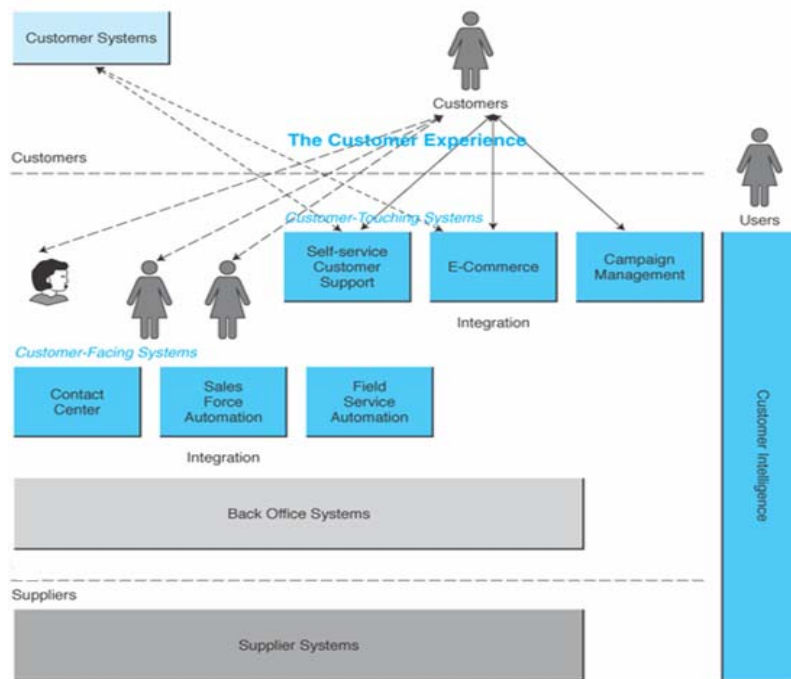 Customer Systems
Customers
The Customer Experience
Customers
Users
Customer-Touching Systems
Self-service
Customer
Support
E-Commerce
Campaign
Management
Integration
Customer-Facing Systems
Contact
Center
Sales
Force
Automation
Field
Service
Automation
Integration
Customer Intelligence
Back Office Systems
Suppliers
Supplier Systems